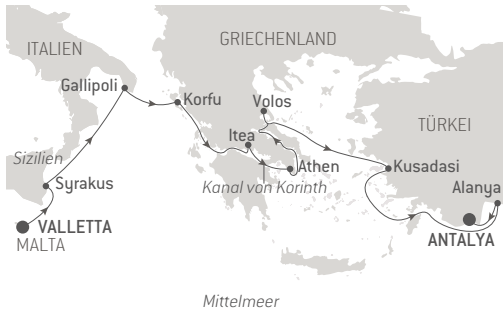 ITALIEN
GRIECHENLAND
Gallipoli
Korfu
Volos
TÜRKEI
Itea
Sizilien
Athen
Kusadasi
Syrakus
Kanal von Korinth
Alanya
VALLETTA
MALTA
ANTALYA
Mittelmeer